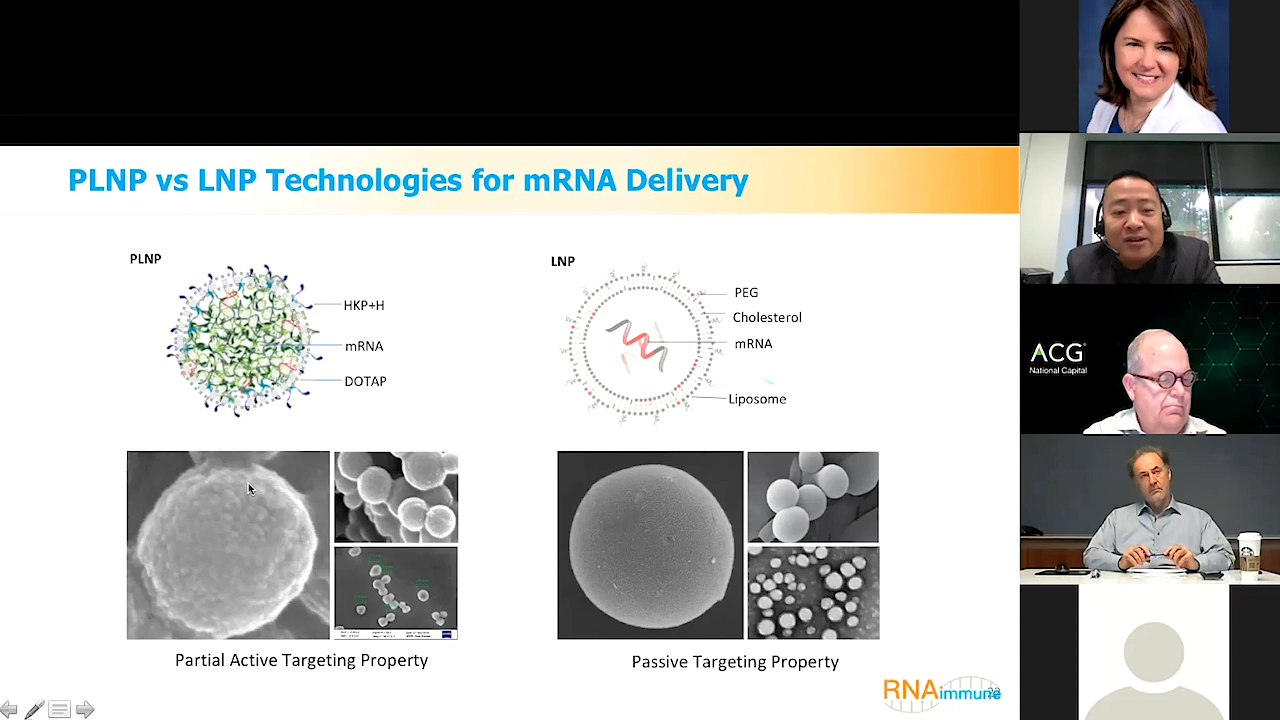 PLNP vs LNP Technologies for mRNA Delivery
PLNP
HKP+H
mRNA
DOTAP
LNP
PEG
Cholesterol
mRNA
Liposome
Partial Active Targeting Property
Passive Targeting Property
RNAimmune
ACG
National Capital